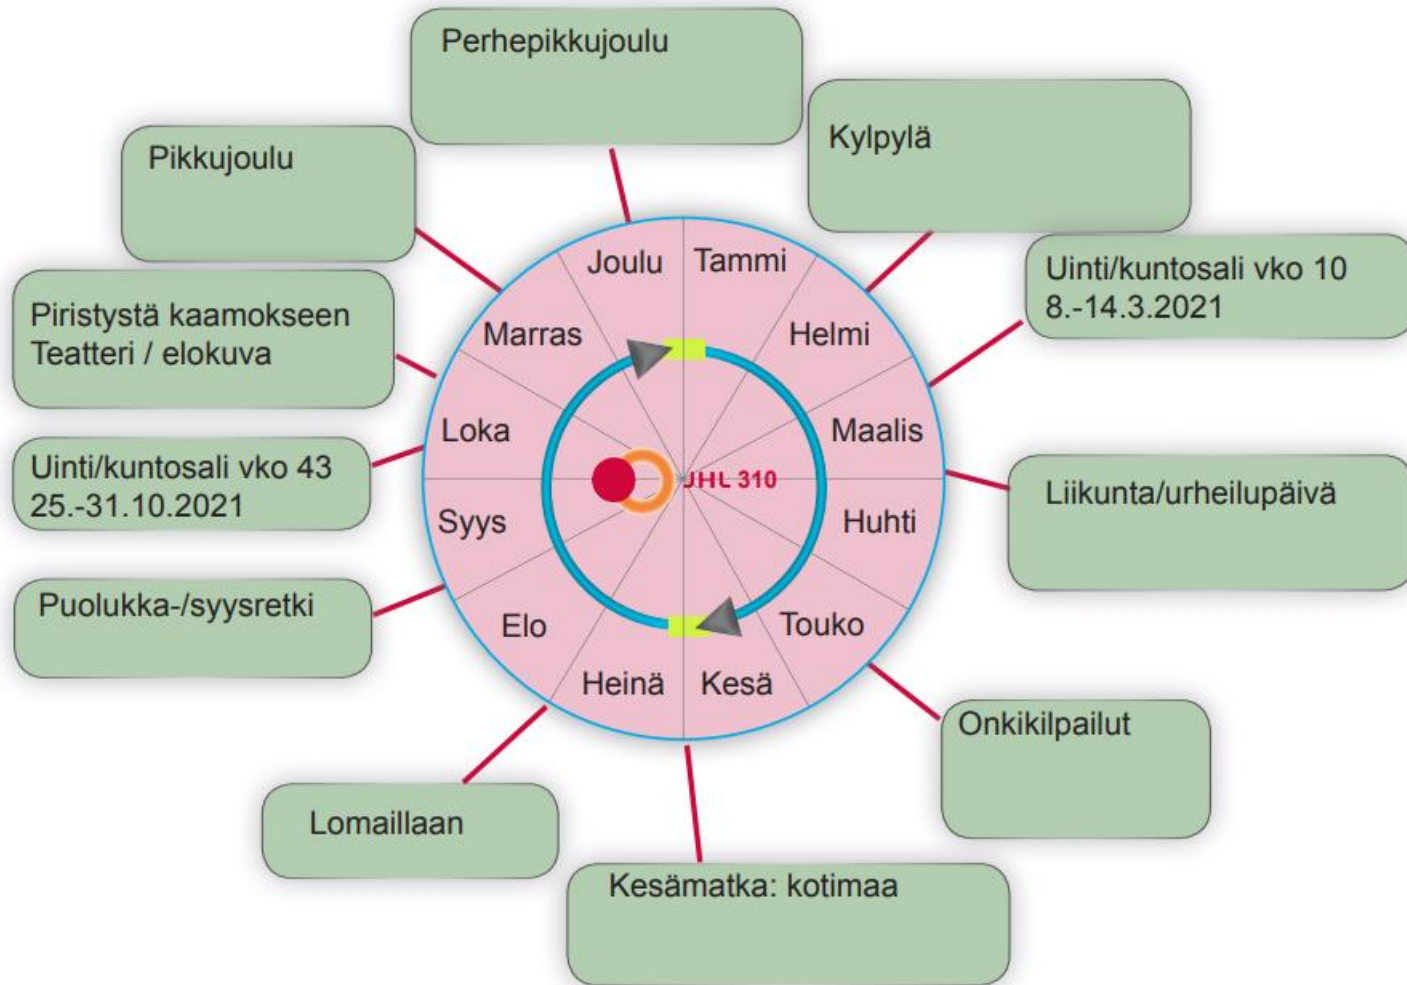 Perhepikkujoulu
Kylpylä
Pikkujoulu
Uinti/kuntosali vko 10
8.-14.3.2021
Piristystä kaamokseen
Teatteri / elokuva
Uinti/kuntosali vko 43
25.-31.10.2021
Liikunta/urheilupäivä
Puolukka-/syysretki
Onkikilpailut
Lomaillaan
Kesämatka: kotimaa
Joulu
Tammi
Marras
Helmi
Loka
Maalis
JHL 310
Syys
Huhti
Elo
Touko
Heinä
Kesä